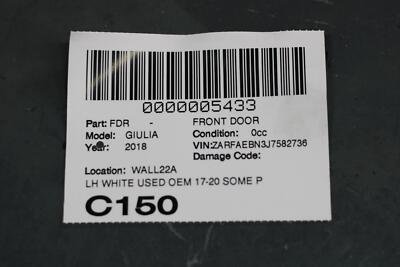 0000005433
Part: FDR - FRONT DOOR
Model: GIULIA Condition: 0cc
Year: 2018 VIN:ZARFAEBN3J7582736
Damage Code:
Location: WALL22A
LH WHITE USED OEM 17-20 SOME P
C150